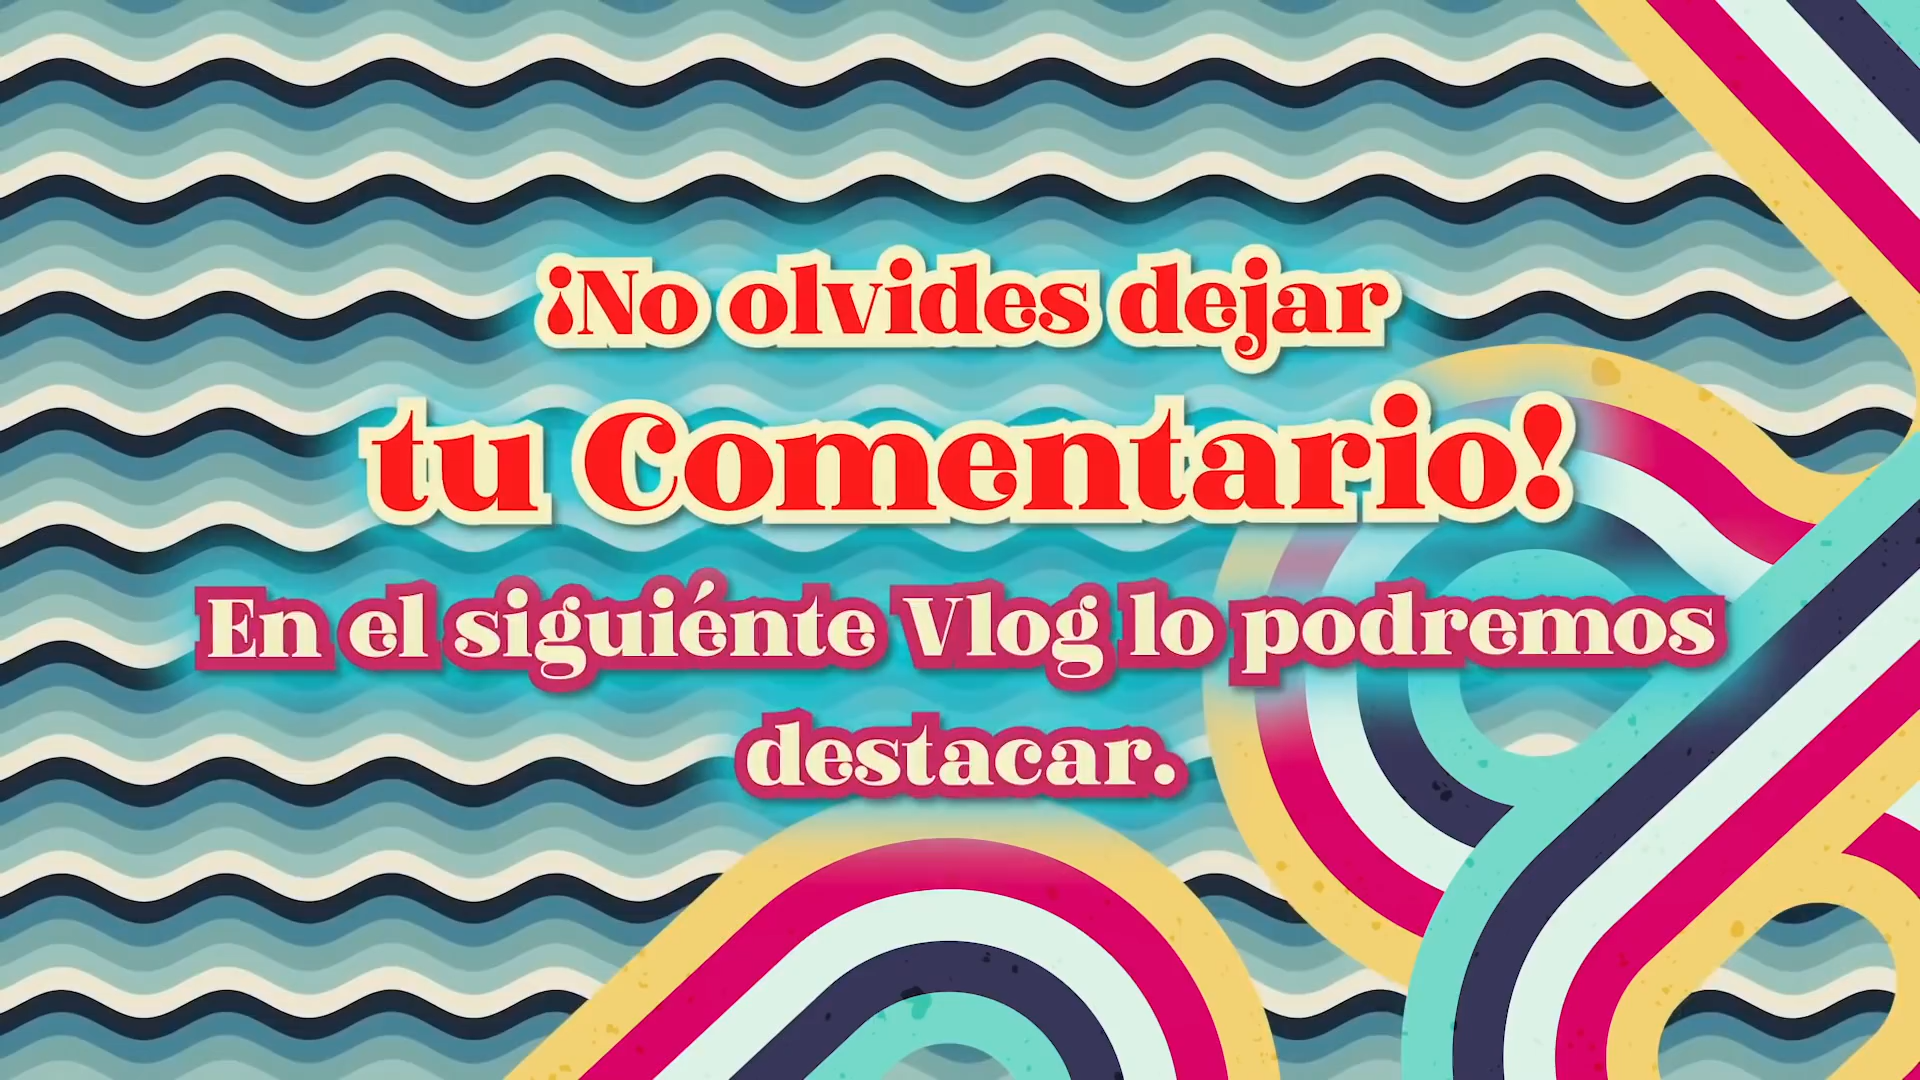 ¡No olvides dejar
tu Comentario!
En el siguiénte Vlog lo podremos
destacar.